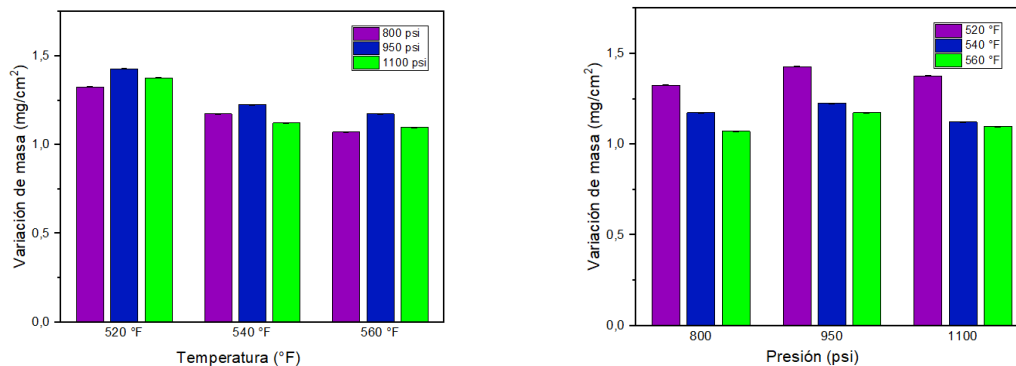 800 psi
950 psi
1100 psi
Variación de masa (mg/cm²)
1,5
1,0
0,5
0,0
520 °F 540 °F 560 °F
Temperatura (°F)
520 °F
540 °F
560 °F
Variación de masa (mg/cm²)
1,5
1,0
0,5
0,0
800 950 1100
Presión (psi)